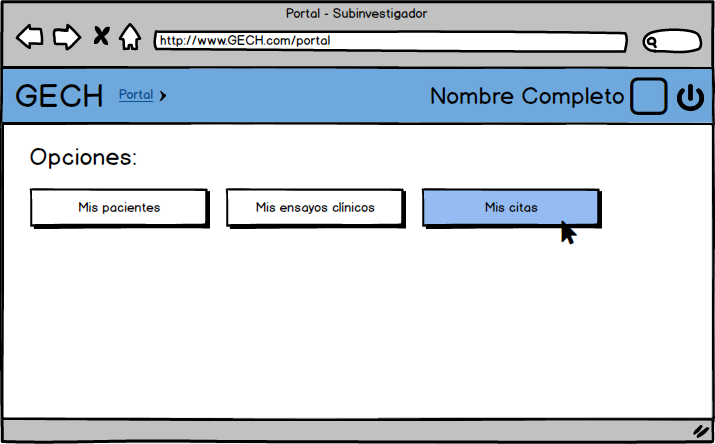 Portal - Subinvestigador
http://www.GECH.com/portal
GECH Portal > Nombre Completo
Opciones:
Mis pacientes Mis ensayos clínicos Mis citas